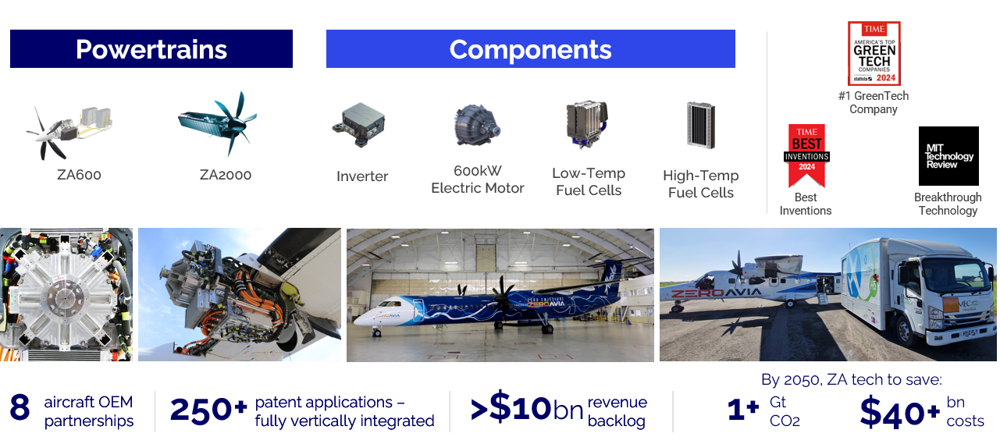 Powertrains
Components
ZA600
ZA2000
Inverter
600kW
Electric Motor
Low-Temp
Fuel Cells
High-Temp
Fuel Cells
TIME
AMERICA'S TOP
GREEN
TECH
COMPANIES
statista
2024
#1 GreenTech
Company
TIME
BEST
INVENTIONS
2024
Best
Inventions
MIT
Technology
Review
Breakthrough
Technology
ZERO EMISSIONS
ZEROAVIA
ZEROAVIA
ZEROAVIA
8 aircraft OEM
partnerships
250+ patent applications –
fully vertically integrated
>$10bn revenue
backlog
By 2050, ZA tech to save:
1+ Gt
CO2
$40+ bn
costs